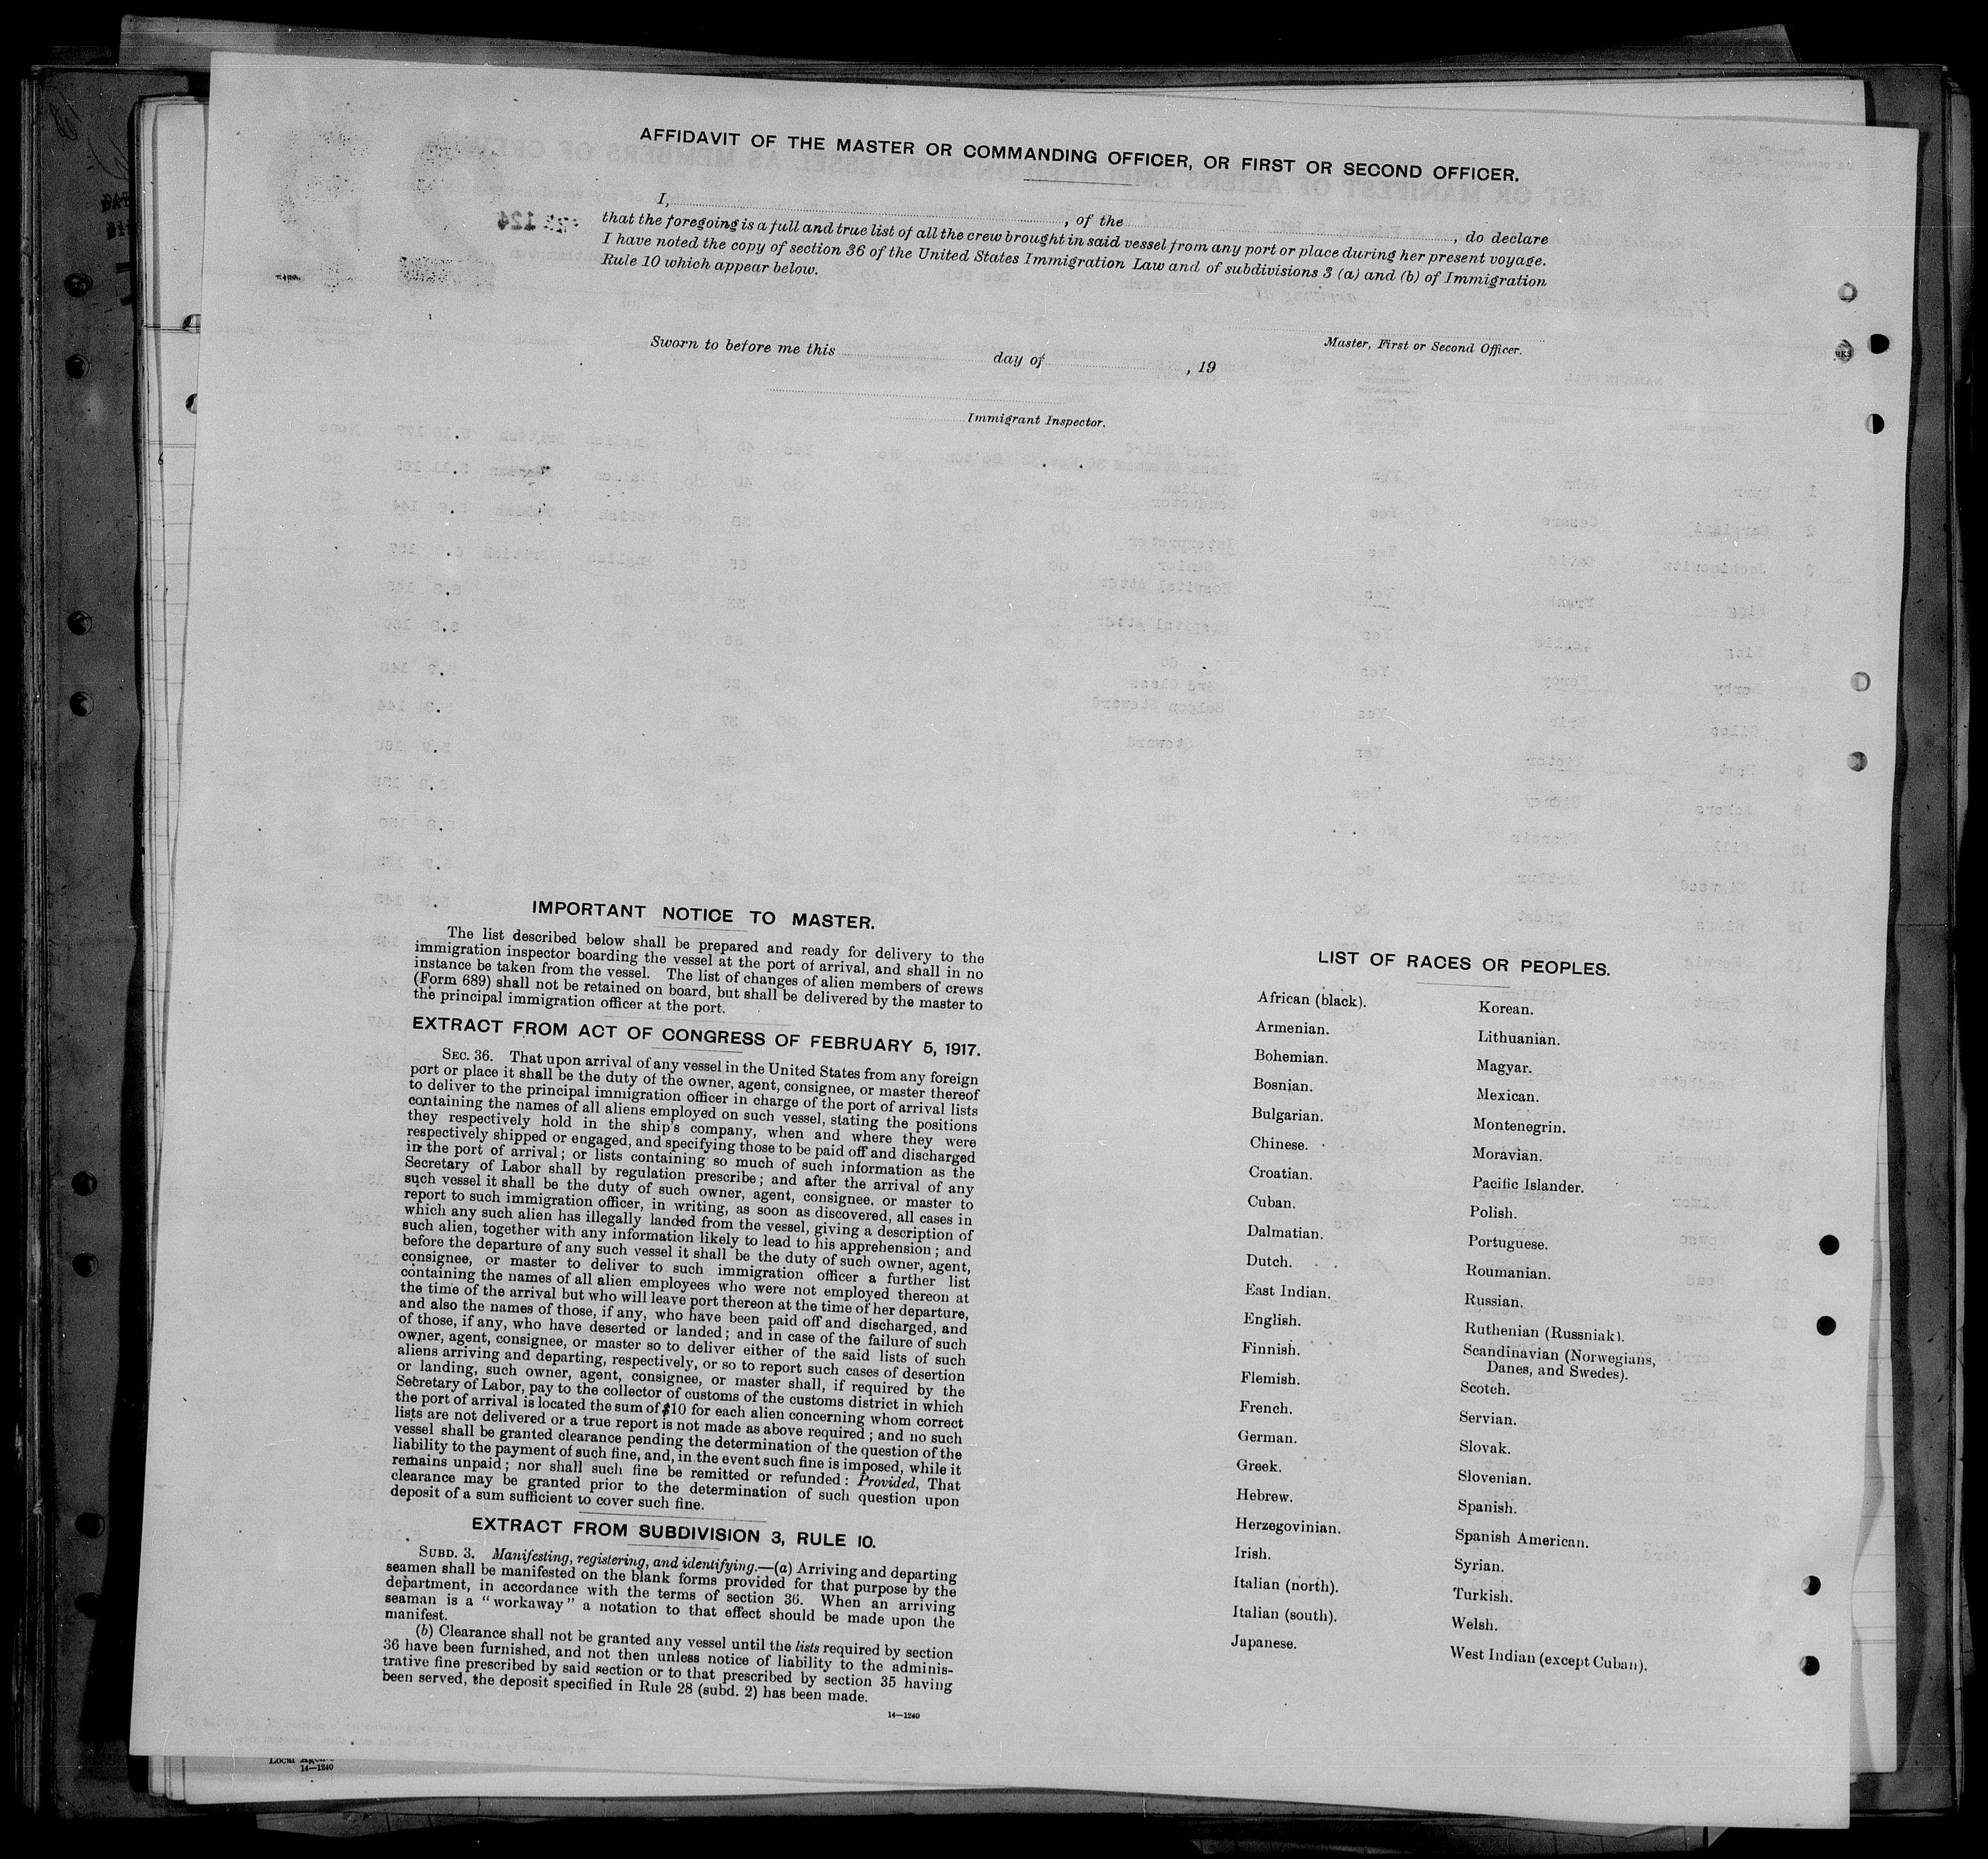 AFFIDAVIT OF THE MASTER OR COMMANDING OFFICER, OR FIRST OR SECOND OFFICER.
I, , of the , do declare
that the foregoing is a full and true list of all the crew brought in said vessel from any port or place during her present voyage.
I have noted the copy of section 36 of the United States Immigration Law and of subdivisions 3 (a) and (b) of Immigration
Rule 10 which appear below.
Master, First or Second Officer.
Sworn to before me this day of , 19
Immigrant Inspector.
IMPORTANT NOTICE TO MASTER.
The list described below shall be prepared and ready for delivery to the
immigration inspector boarding the vessel at the port of arrival, and shall in no
instance be taken from the vessel. The list of changes of alien members of crews
(Form 689) shall not be retained on board, but shall be delivered by the master to
the principal immigration officer at the port.
EXTRACT FROM ACT OF CONGRESS OF FEBRUARY 5, 1917.
SEC. 36. That upon arrival of any vessel in the United States from any foreign
port or place it shall be the duty of the owner, agent, consignee, or master thereof
to deliver to the principal immigration officer in charge of the port of arrival lists
containing the names of all aliens employed on such vessel, stating the positions
they respectively hold in the ship's company, when and where they were
respectively shipped or engaged, and specifying those to be paid off and discharged
in the port of arrival; or lists containing so much of such information as the
Secretary of Labor shall by regulation prescribe; and after the arrival of any
such vessel it shall be the duty of such owner, agent, consignee, or master to
report to such immigration officer, in writing, as soon as discovered, all cases in
which any such alien has illegally landed from the vessel, giving a description of
such alien, together with any information likely to lead to his apprehension; and
before the departure of any such vessel it shall be the duty of such owner, agent,
consignee, or master to deliver to such immigration officer a further list
containing the names of all alien employees who were not employed thereon at
the time of the arrival but who will leave port thereon at the time of her departure,
and also the names of those, if any, who have been paid off and discharged, and
of those, if any, who have deserted or landed; and in case of the failure of such
owner, agent, consignee, or master so to deliver either of the said lists of such
aliens arriving and departing, respectively, or so to report such cases of desertion
or landing, such owner, agent, consignee, or master shall, if required by the
Secretary of Labor, pay to the collector of customs of the customs district in which
the port of arrival is located the sum of $10 for each alien concerning whom correct
lists are not delivered or a true report is not made as above required; and no such
vessel shall be granted clearance pending the determination of the question of the
liability to the payment of such fine, and, in the event such fine is imposed, while it
remains unpaid; nor shall such fine be remitted or refunded: Provided, That
clearance may be granted prior to the determination of such question upon
deposit of a sum sufficient to cover such fine.
EXTRACT FROM SUBDIVISION 3, RULE 10.
SUBD. 3. Manifesting, registering, and identifying.—(a) Arriving and departing
seamen shall be manifested on the blank forms provided for that purpose by the
department, in accordance with the terms of section 36. When an arriving
seaman is a "workaway" a notation to that effect should be made upon the
manifest.
(b) Clearance shall not be granted any vessel until the lists required by section
36 have been furnished, and not then unless notice of liability to the adminis-
trative fine prescribed by said section or to that prescribed by section 35 having
been served, the deposit specified in Rule 28 (subd. 2) has been made.
14—1240
LIST OF RACES OR PEOPLES.
African (black).
Armenian.
Bohemian.
Bosnian.
Bulgarian.
Chinese.
Croatian.
Cuban.
Dalmatian.
Dutch.
East Indian.
English.
Finnish.
Flemish.
French.
German.
Greek.
Hebrew.
Herzegovinian.
Irish.
Italian (north).
Italian (south).
Japanese.
Korean.
Lithuanian.
Magyar.
Mexican.
Montenegrin.
Moravian.
Pacific Islander.
Polish.
Portuguese.
Roumanian.
Russian.
Ruthenian (Russniak).
Scandinavian (Norwegians,
Danes, and Swedes).
Scotch.
Servian.
Slovak.
Slovenian.
Spanish.
Spanish American.
Syrian.
Turkish.
Welsh.
West Indian (except Cuban).
Local
14—1240